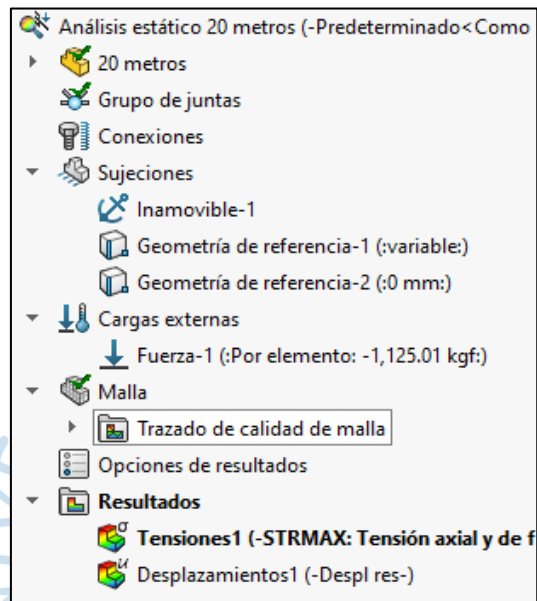 Análisis estático 20 metros (-Predeterminado<Como
20 metros
Grupo de juntas
Conexiones
Sujeciones
Inamovible-1
Geometría de referencia-1 (:variable:)
Geometría de referencia-2 (:0 mm:)
Cargas externas
Fuerza-1 (:Por elemento: -1,125.01 kgf:)
Malla
Trazado de calidad de malla
Opciones de resultados
Resultados
Tensiones1 (-STRMAX: Tensión axial y de f
Desplazamientos1 (-Despl res-)